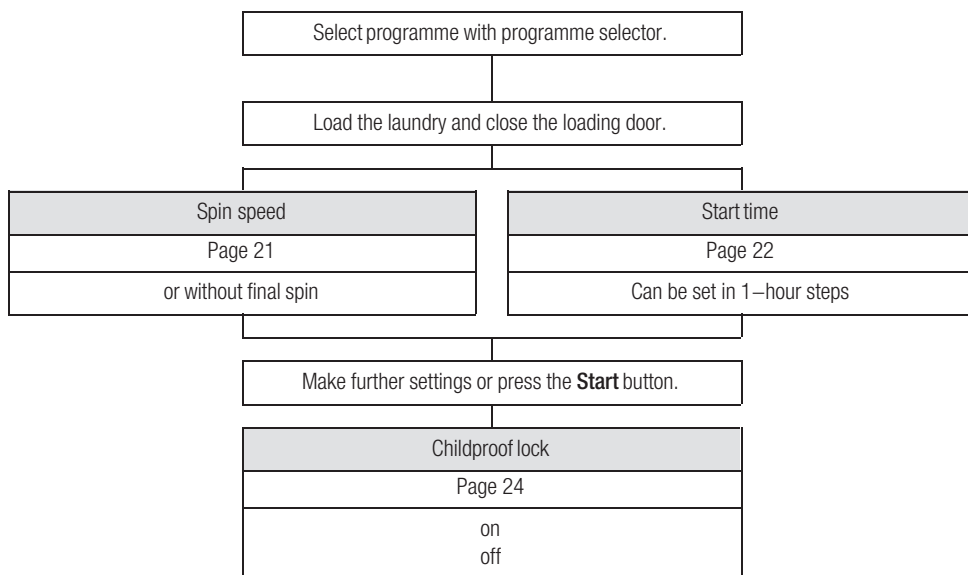 Select programme with programme selector.
Load the laundry and close the loading door.
Spin speed
Page 21
or without final spin
Start time
Page 22
Can be set in 1–hour steps
Make further settings or press the Start button.
Childproof lock
Page 24
on
off